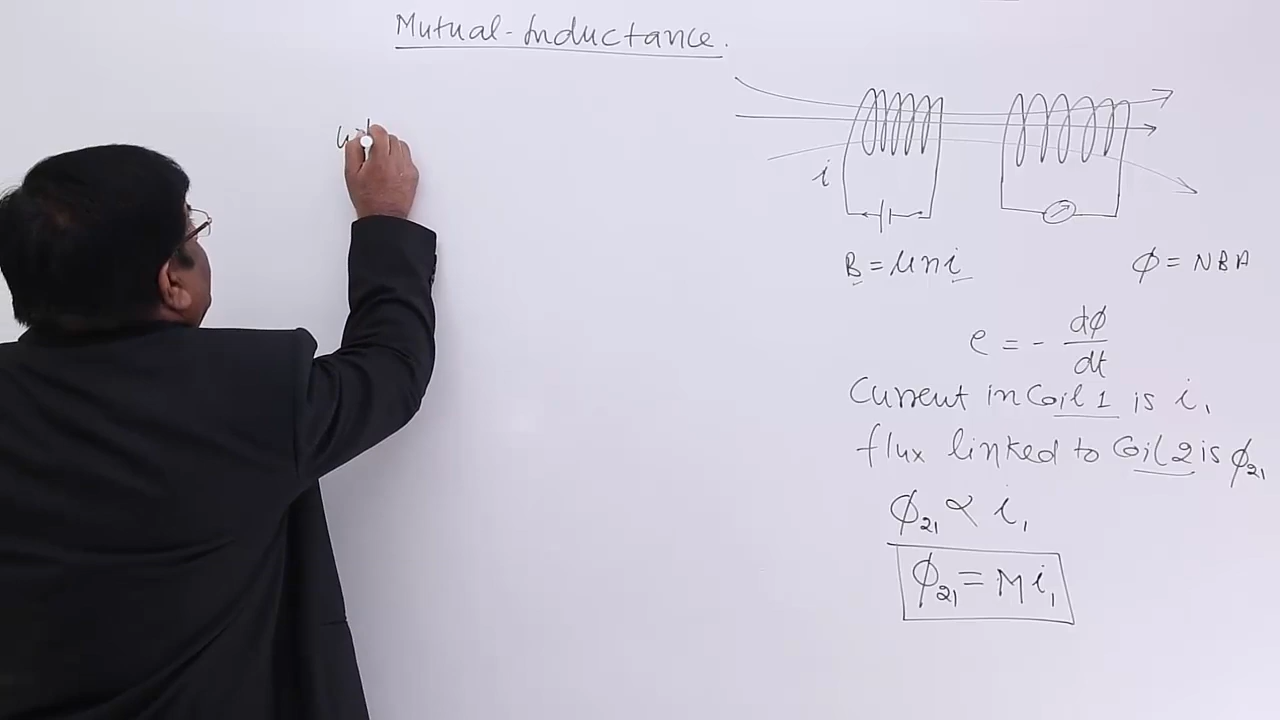 Mutual-Inductance.
i
B = μni
ϕ = NBA
e = - dϕ/dt
Current in Coil 1 is i₁
flux linked to Coil 2 is ϕ₂₁
ϕ₂₁ ∝ i₁
ϕ₂₁ = Mi₁